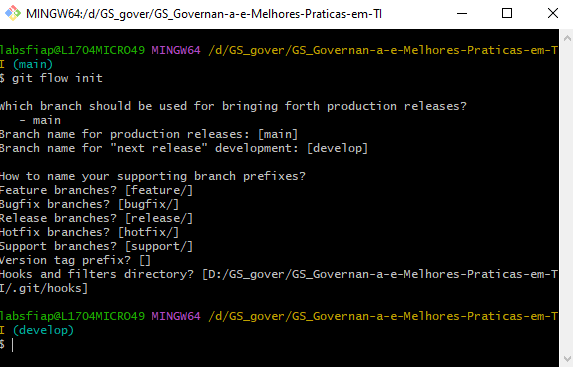 MINGW64:/d/GS_gover/GS_Governan-a-e-Melhores-Praticas-em-TI
labsfiap@L1704MICRO49 MINGW64 /d/GS_gover/GS_Governan-a-e-Melhores-Praticas-em-T
I (main)
$ git flow init
Which branch should be used for bringing forth production releases?
- main
Branch name for production releases: [main]
Branch name for "next release" development: [develop]
How to name your supporting branch prefixes?
Feature branches? [feature/]
Bugfix branches? [bugfix/]
Release branches? [release/]
Hotfix branches? [hotfix/]
Support branches? [support/]
Version tag prefix? []
Hooks and filters directory? [D:/GS_gover/GS_Governan-a-e-Melhores-Praticas-em-T
I/.git/hooks]
labsfiap@L1704MICRO49 MINGW64 /d/GS_gover/GS_Governan-a-e-Melhores-Praticas-em-T
I (develop)
$